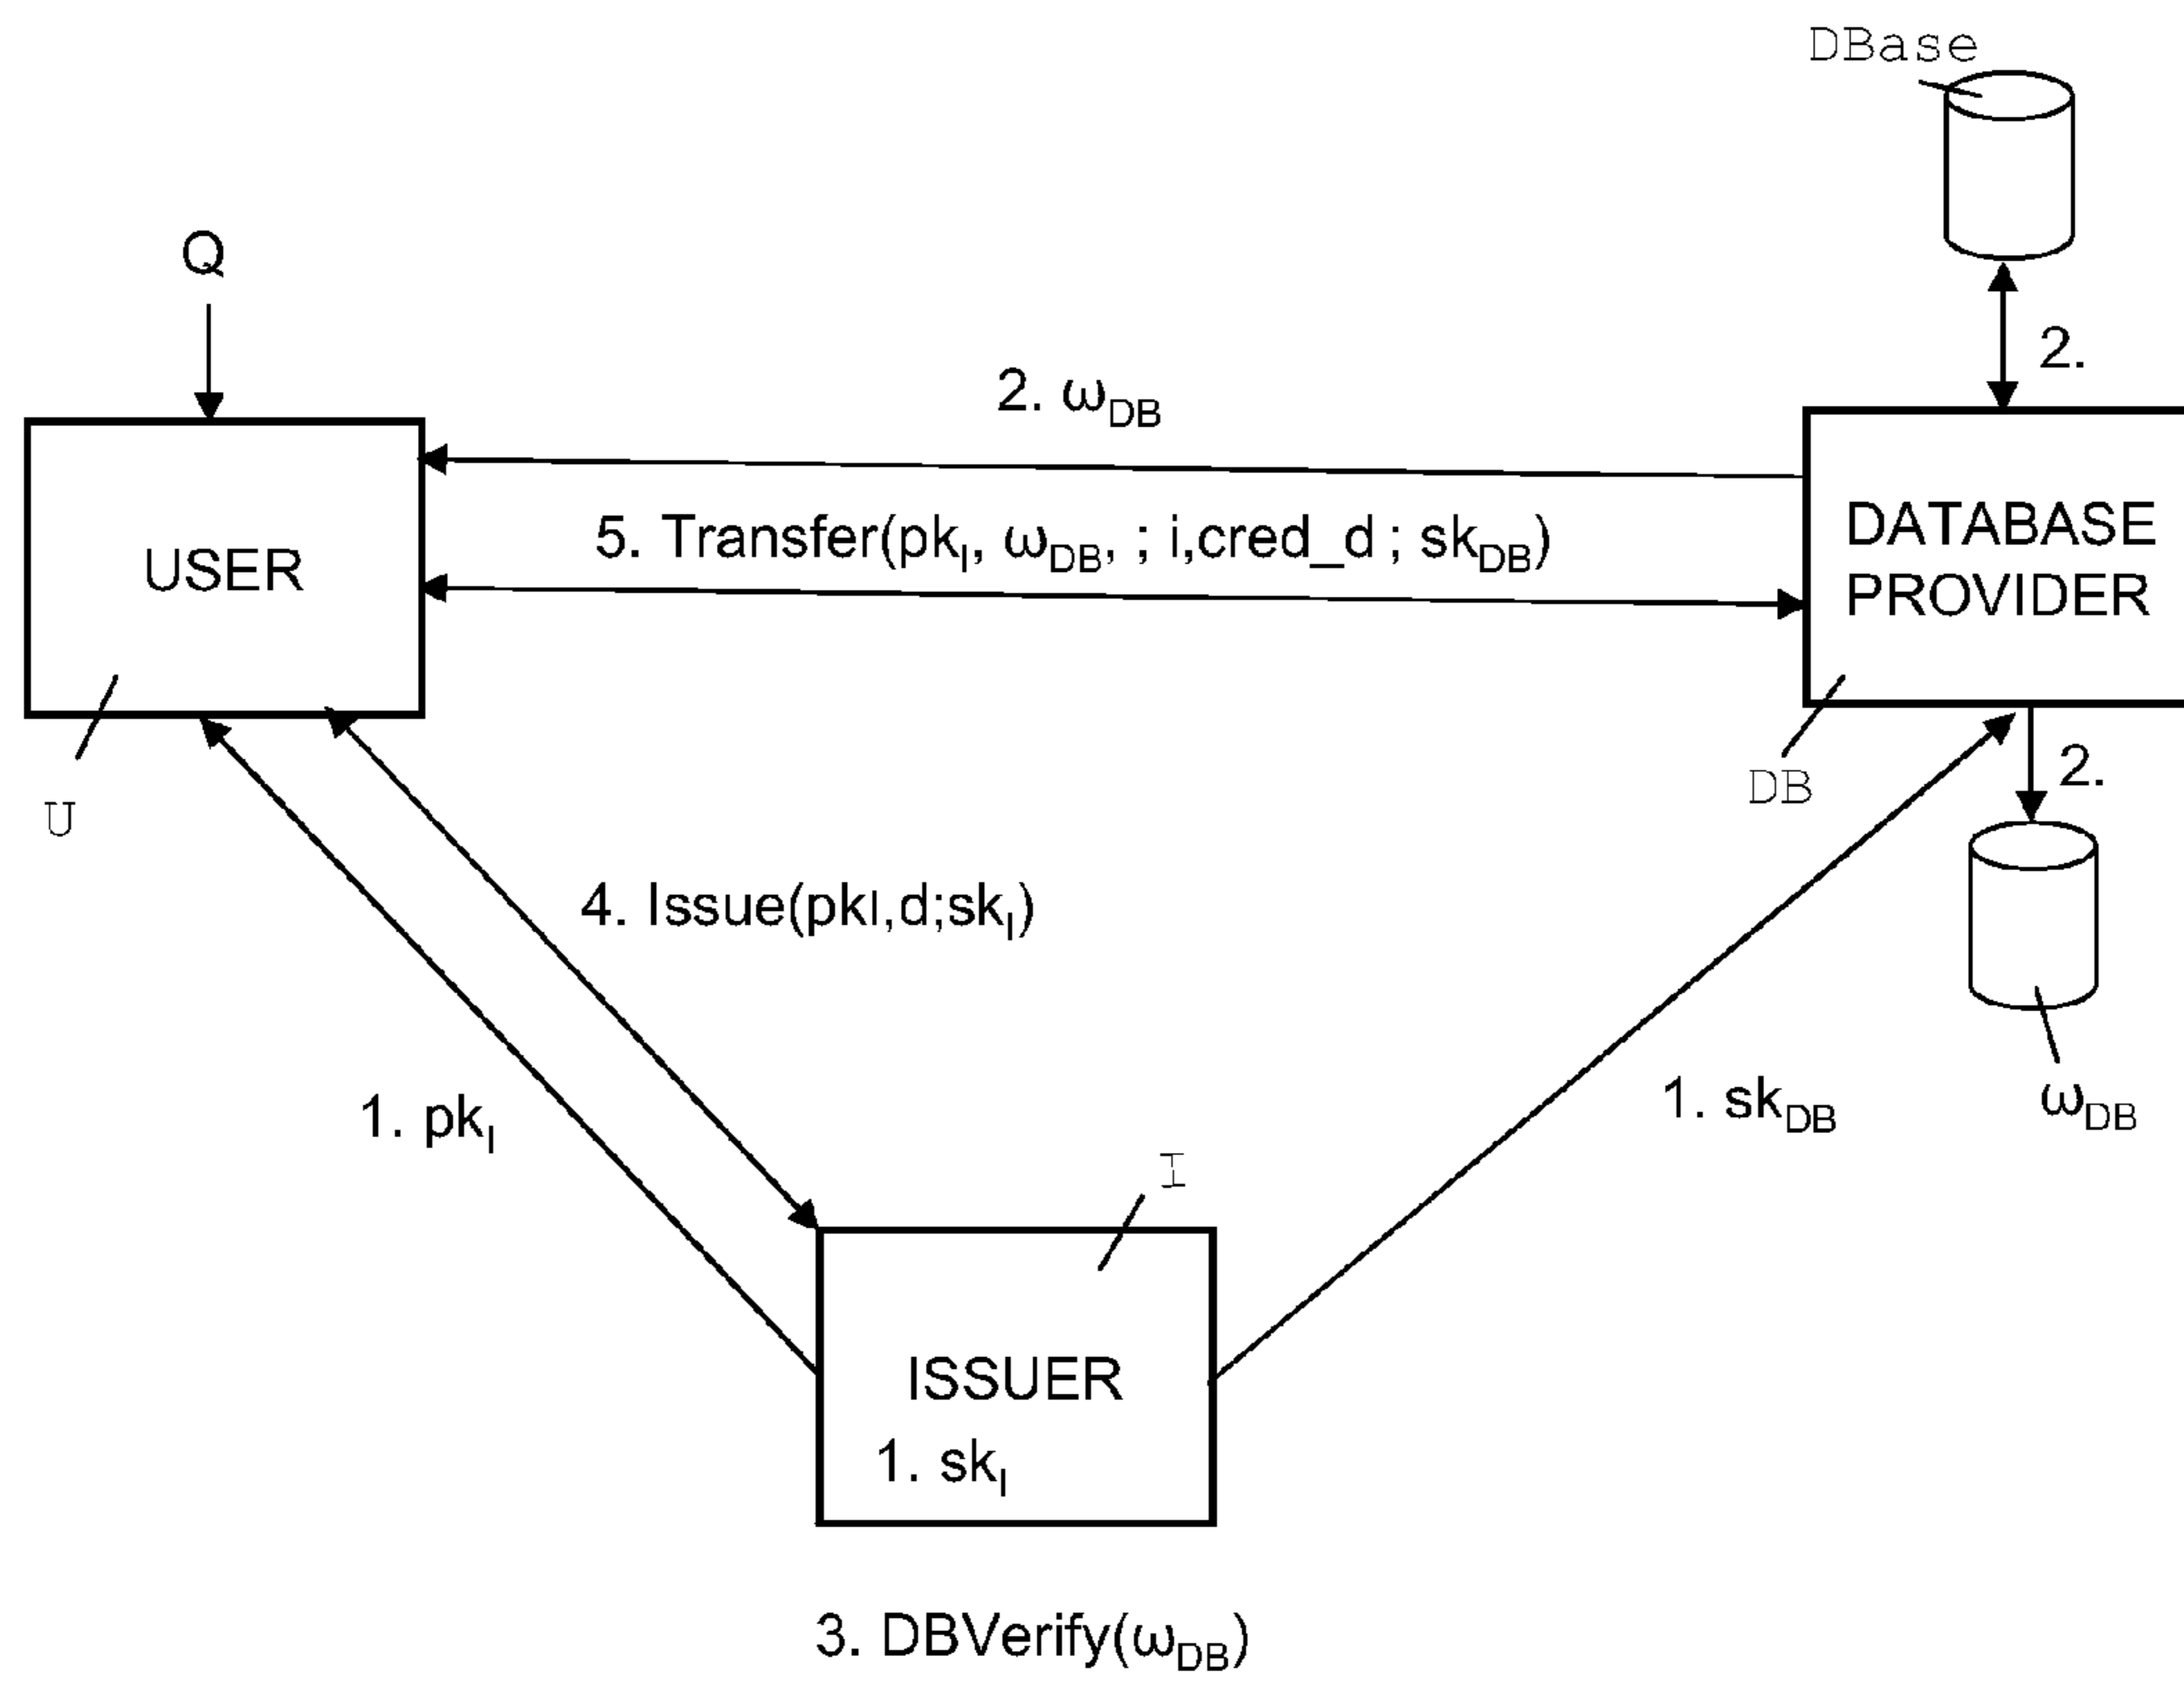 DBase
Q
2.
2. ωDB
5. Transfer(pkI, ωDB, ; i,cred_d ; skDB)
USER
DATABASE
PROVIDER
U
DB
2.
4. Issue(pkI,d;skI)
1. pkI
1. skDB
ωDB
I
ISSUER
1. skI
3. DBVerify(ωDB)